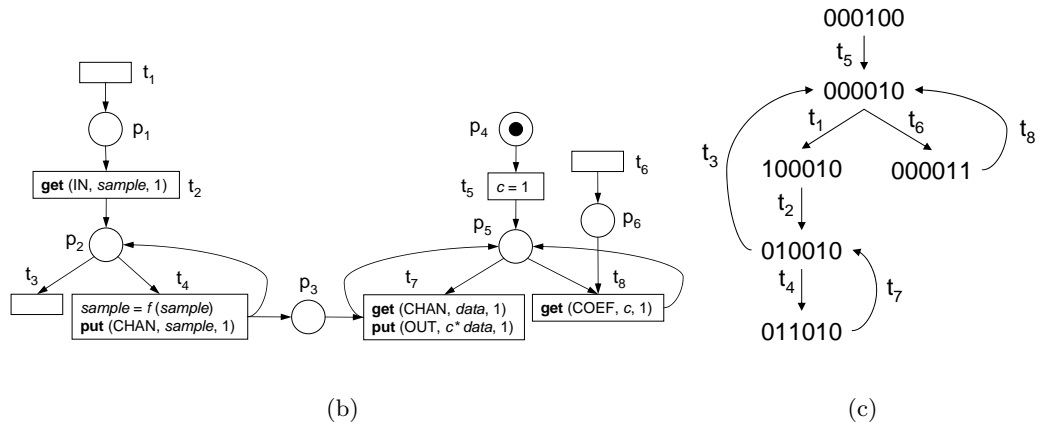 t1
p1
get (IN, sample, 1)
t2
p2
t3
t4
sample = f (sample)
put (CHAN, sample, 1)
p3
p4
t5
c = 1
t6
p5
p6
t7
t8
get (CHAN, data, 1)
put (OUT, c* data, 1)
get (COEF, c, 1)
(b)
000100
t5
000010
t1
t6
t3
t8
100010
000011
t2
010010
t4
t7
011010
(c)